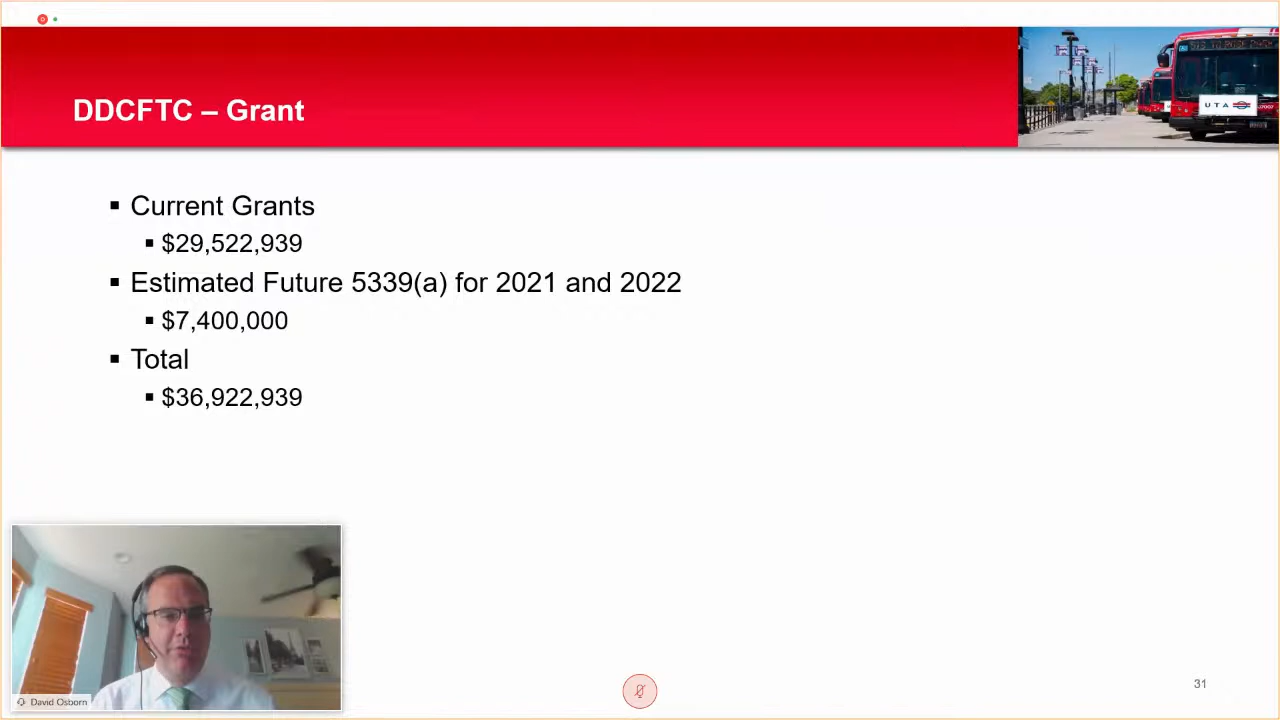 DDCFTC – Grant
UTA
▪ Current Grants
▪ $29,522,939
▪ Estimated Future 5339(a) for 2021 and 2022
▪ $7,400,000
▪ Total
▪ $36,922,939
David Osborn
31